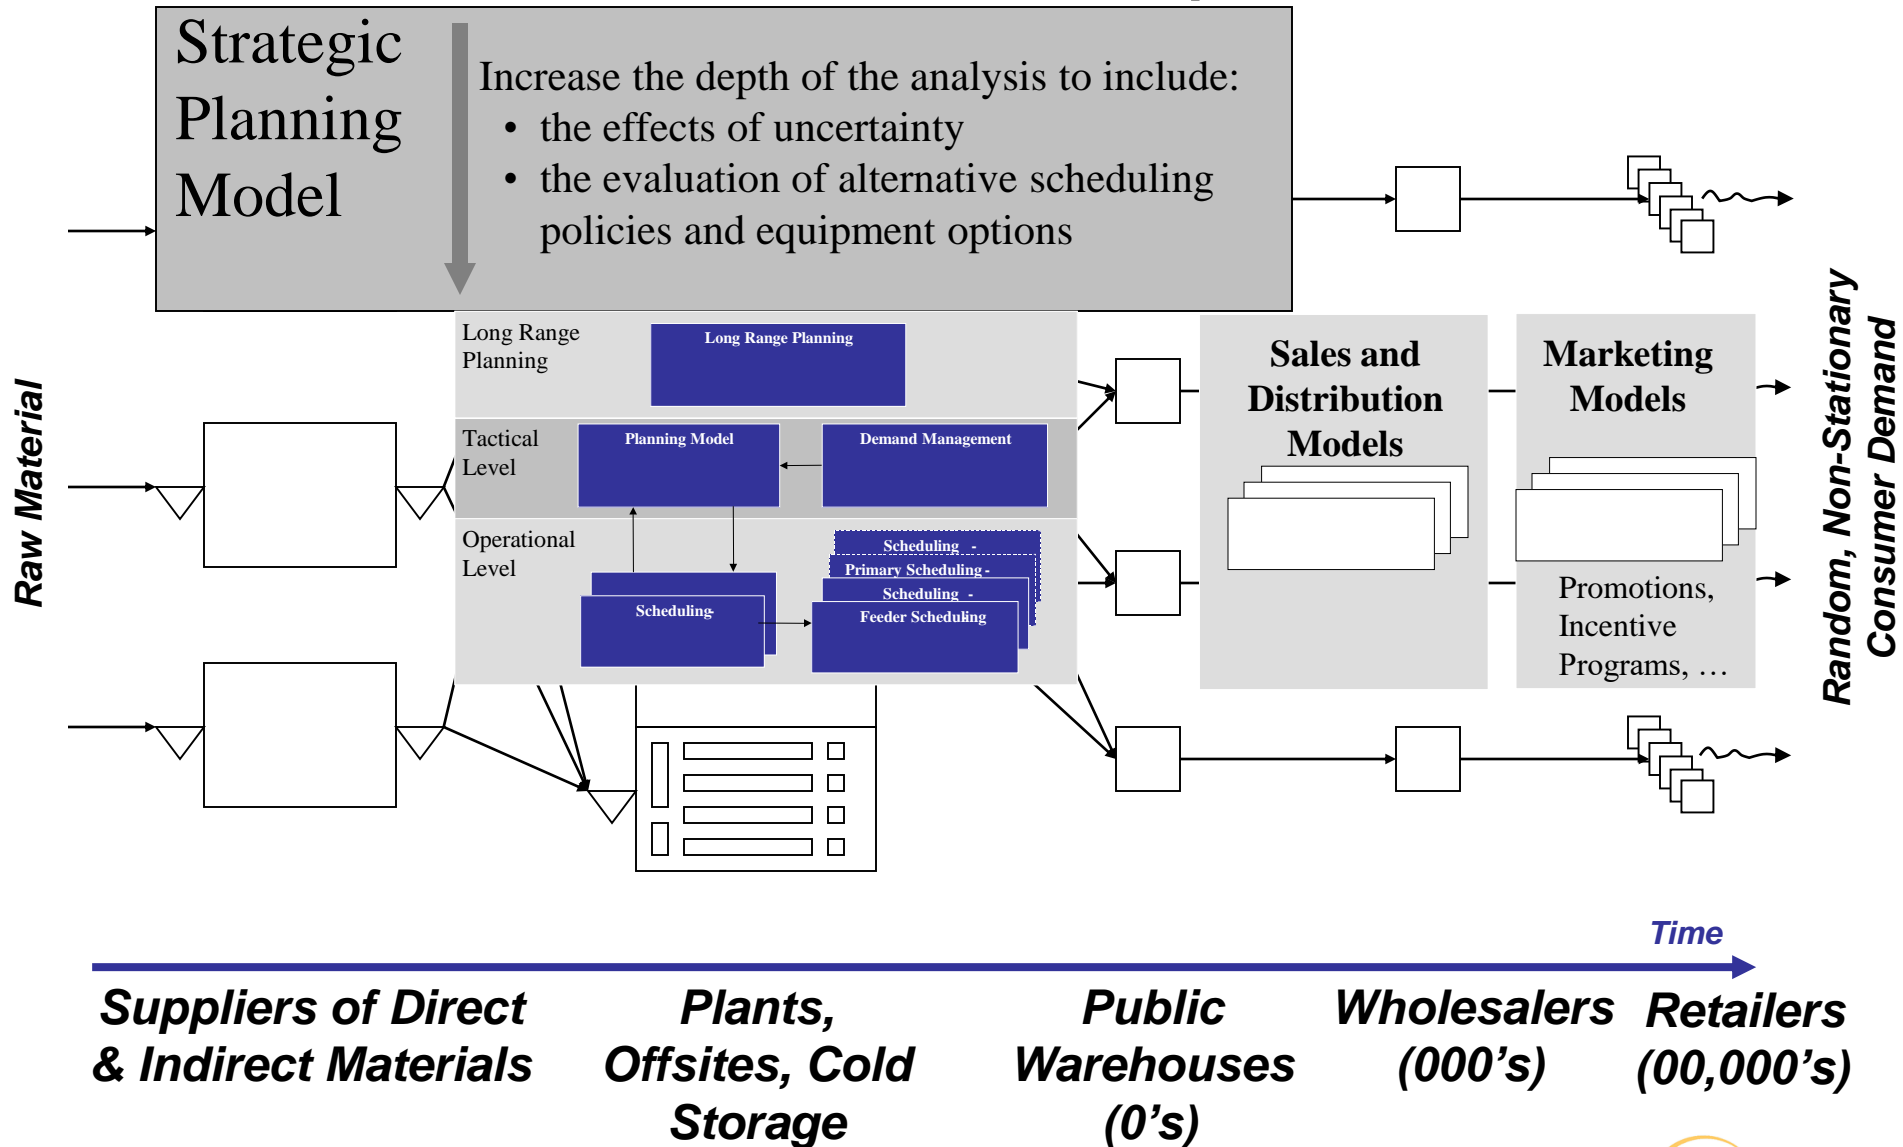 Strategic
Planning
Model
Increase the depth of the analysis to include:
• the effects of uncertainty
• the evaluation of alternative scheduling
policies and equipment options
Raw Material
Long Range
Planning
Long Range Planning
Tactical
Level
Planning Model
Demand Management
Operational
Level
Scheduling -
Primary Scheduling -
Scheduling -
Feeder Scheduling -
Scheduling-
Sales and
Distribution
Models
Marketing
Models
Promotions,
Incentive
Programs, …
Random, Non-Stationary
Consumer Demand
Time
Suppliers of Direct
& Indirect Materials
Plants,
Offsites, Cold
Storage
Public
Warehouses
(0's)
Wholesalers
(000's)
Retailers
(00,000's)